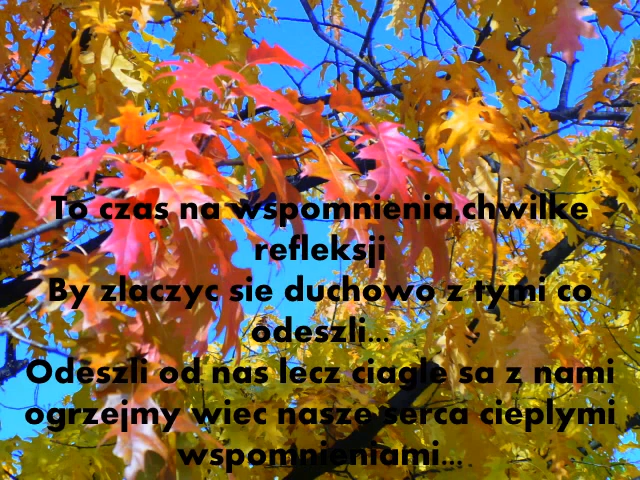 To czas na wspomnienia,chwilke
refleksji
By zlaczyc sie duchowo z tymi co
odeszli...
Odeszli od nas lecz ciagle sa z nami
ogrzejmy wiec nasze serca cieplymi
wspomnieniami...